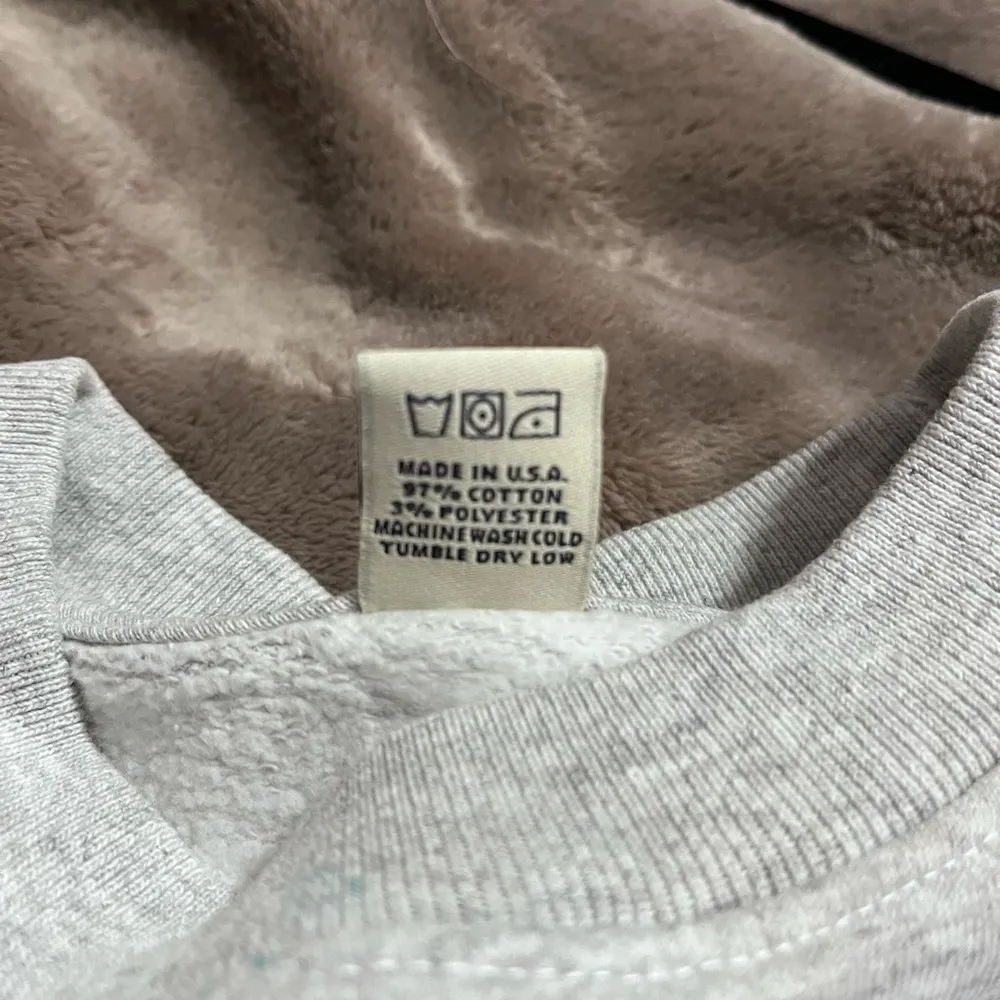 MADE IN U.S.A.
97% COTTON
3% POLYESTER
MACHINE WASH COLD
TUMBLE DRY LOW